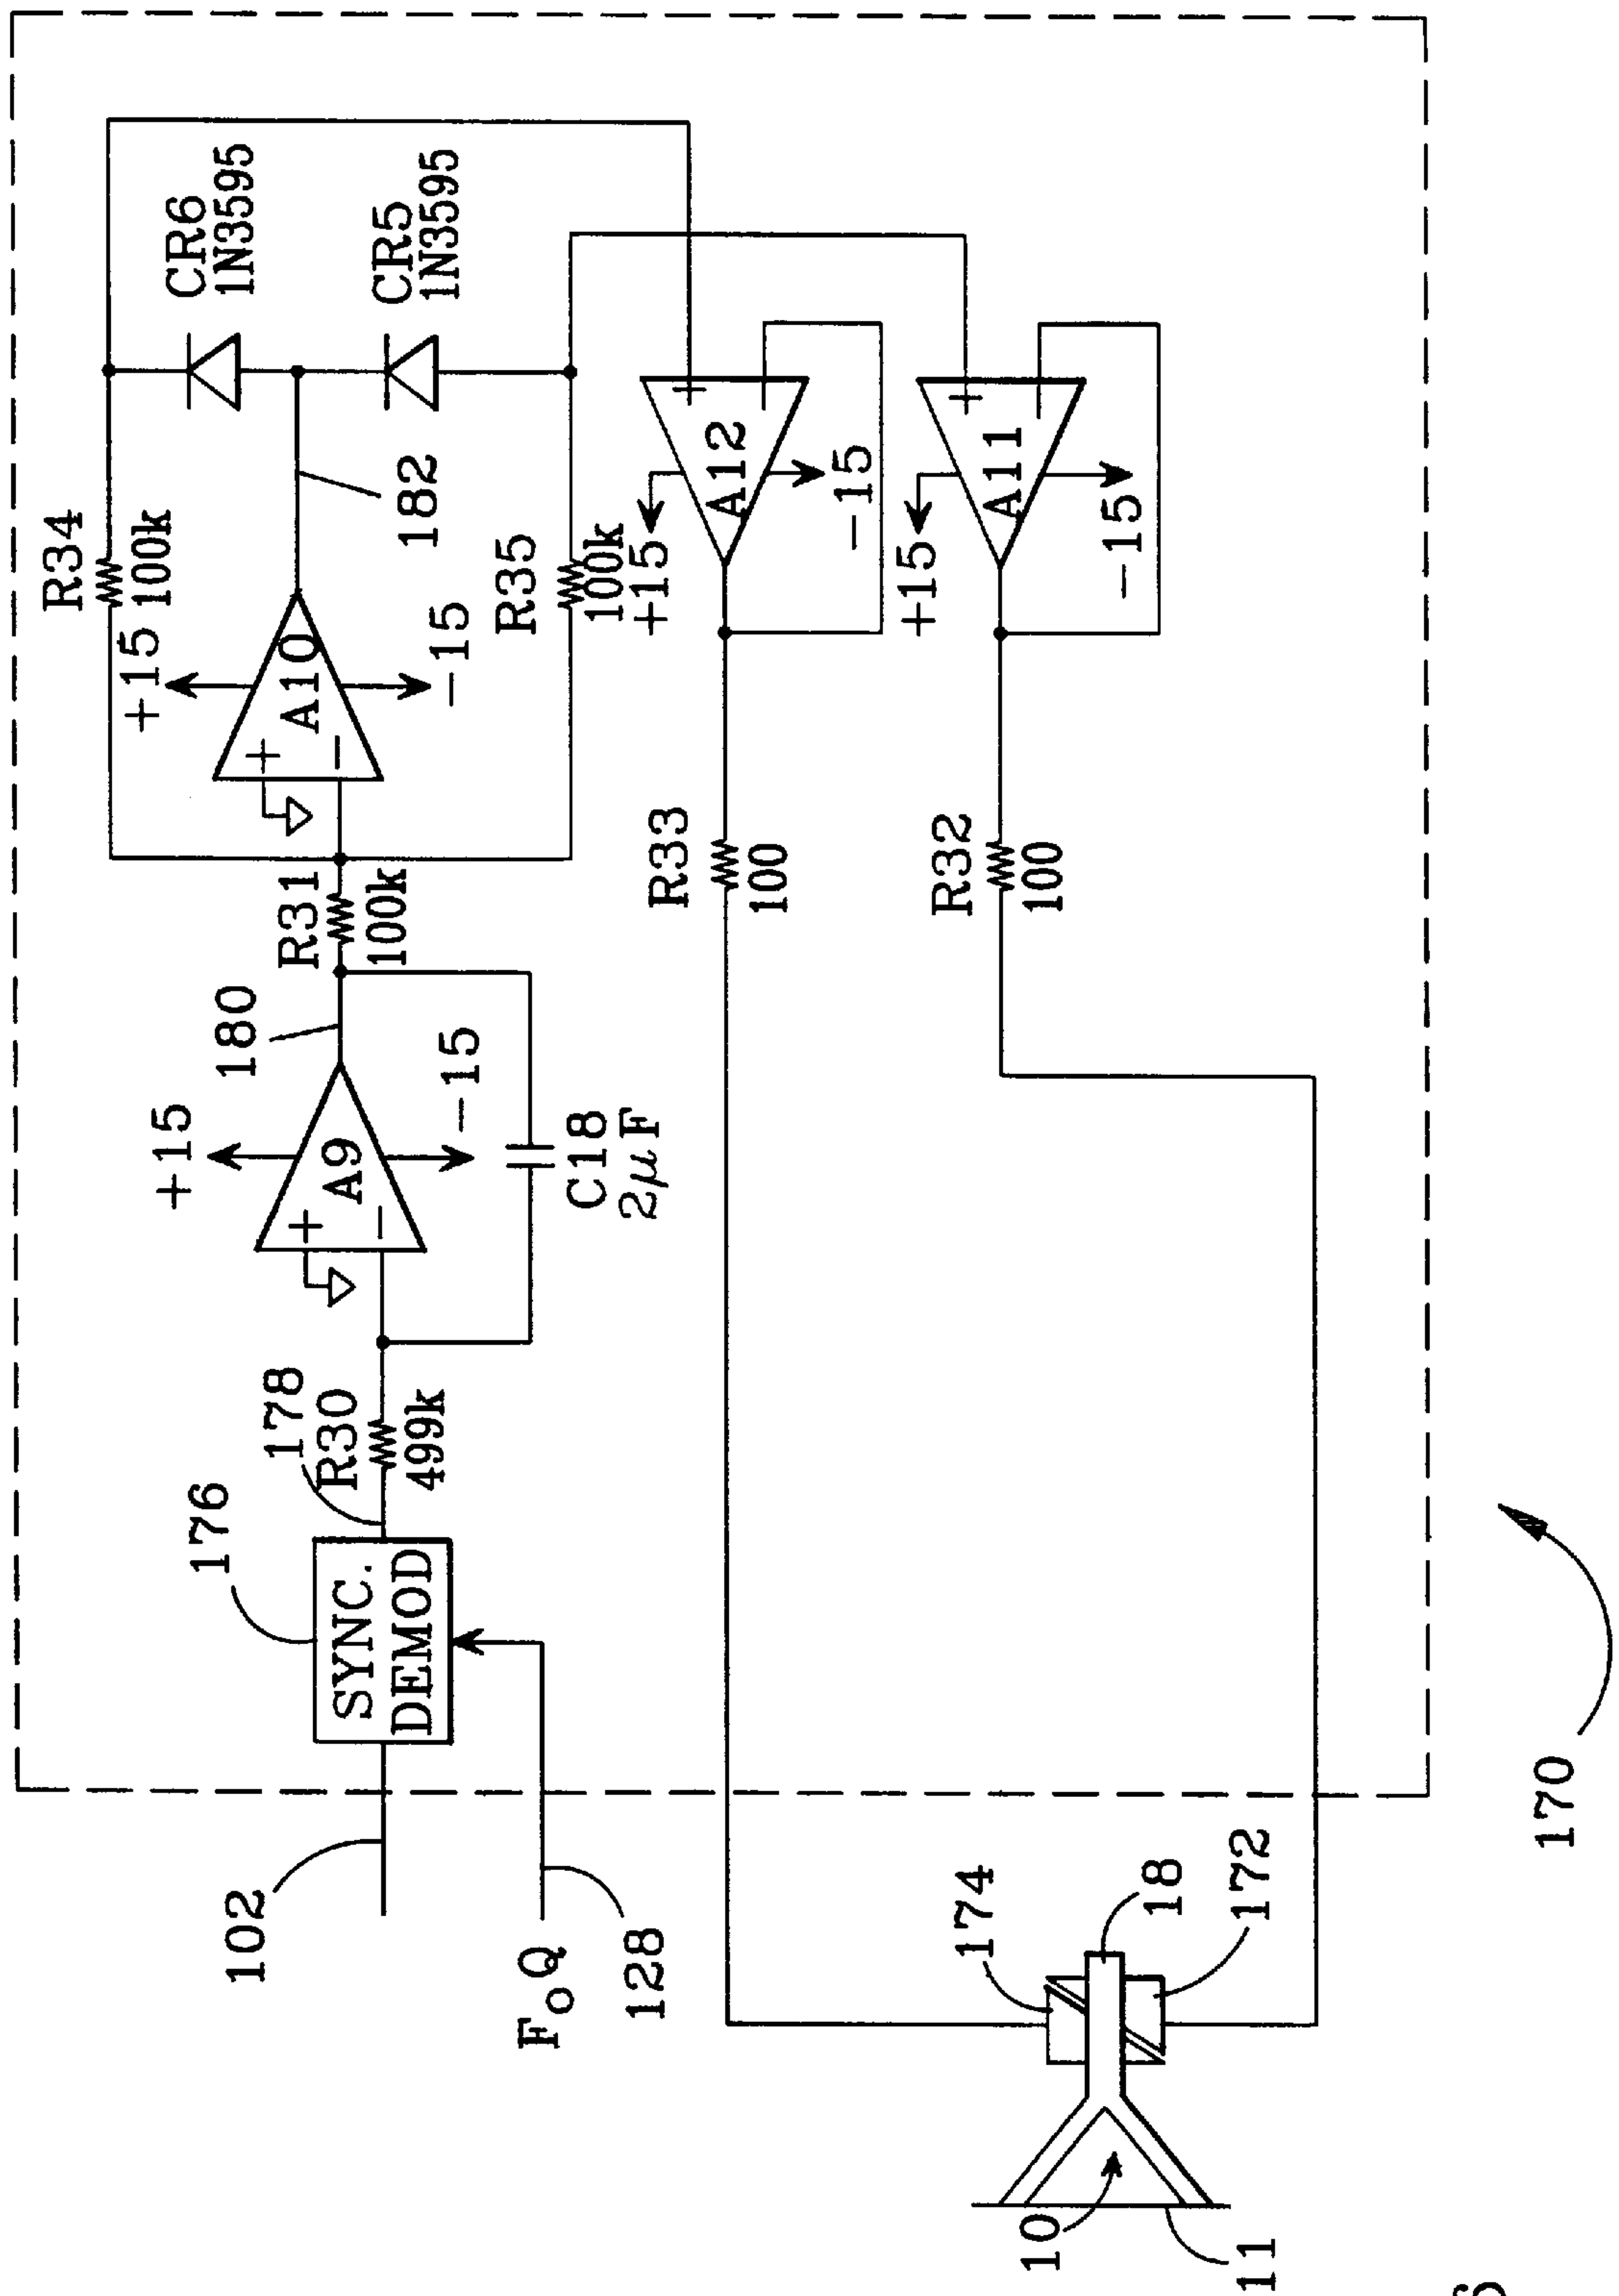 R34
100k
CR6
1N3595
+15
A10
+
−
−15
182
CR5
1N3595
R31
100k
R35
100k
180
+15
A9
+
−
−15
C18
2μF
178
R30
499k
176
SYNC.
DEMOD
102
F₀Q
128
+15
A12
+
−
−15
R33
100
+15
A11
+
−
−15
R32
100
174
18
172
10
11
170
6